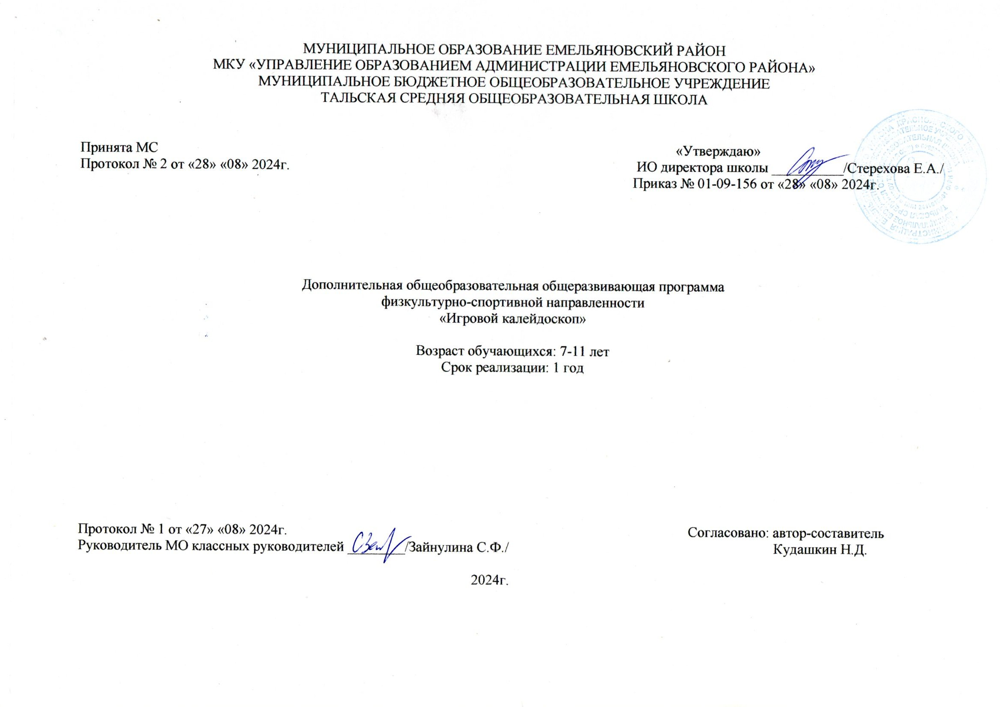 МУНИЦИПАЛЬНОЕ ОБРАЗОВАНИЕ ЕМЕЛЬЯНОВСКИЙ РАЙОН
МКУ «УПРАВЛЕНИЕ ОБРАЗОВАНИЕМ АДМИНИСТРАЦИИ ЕМЕЛЬЯНОВСКОГО РАЙОНА»
МУНИЦИПАЛЬНОЕ БЮДЖЕТНОЕ ОБЩЕОБРАЗОВАТЕЛЬНОЕ УЧРЕЖДЕНИЕ
ТАЛЬСКАЯ СРЕДНЯЯ ОБЩЕОБРАЗОВАТЕЛЬНАЯ ШКОЛА
Принята МС
Протокол № 2 от «28» «08» 2024г.
«Утверждаю»
ИО директора школы __________/Стерехова Е.А./
Приказ № 01-09-156 от «28» «08» 2024г.
Дополнительная общеобразовательная общеразвивающая программа
физкультурно-спортивной направленности
«Игровой калейдоскоп»
Возраст обучающихся: 7-11 лет
Срок реализации: 1 год
Протокол № 1 от «27» «08» 2024г.
Руководитель МО классных руководителей ________/Зайнулина С.Ф./
Согласовано: автор-составитель
Кудашкин Н.Д.
2024г.